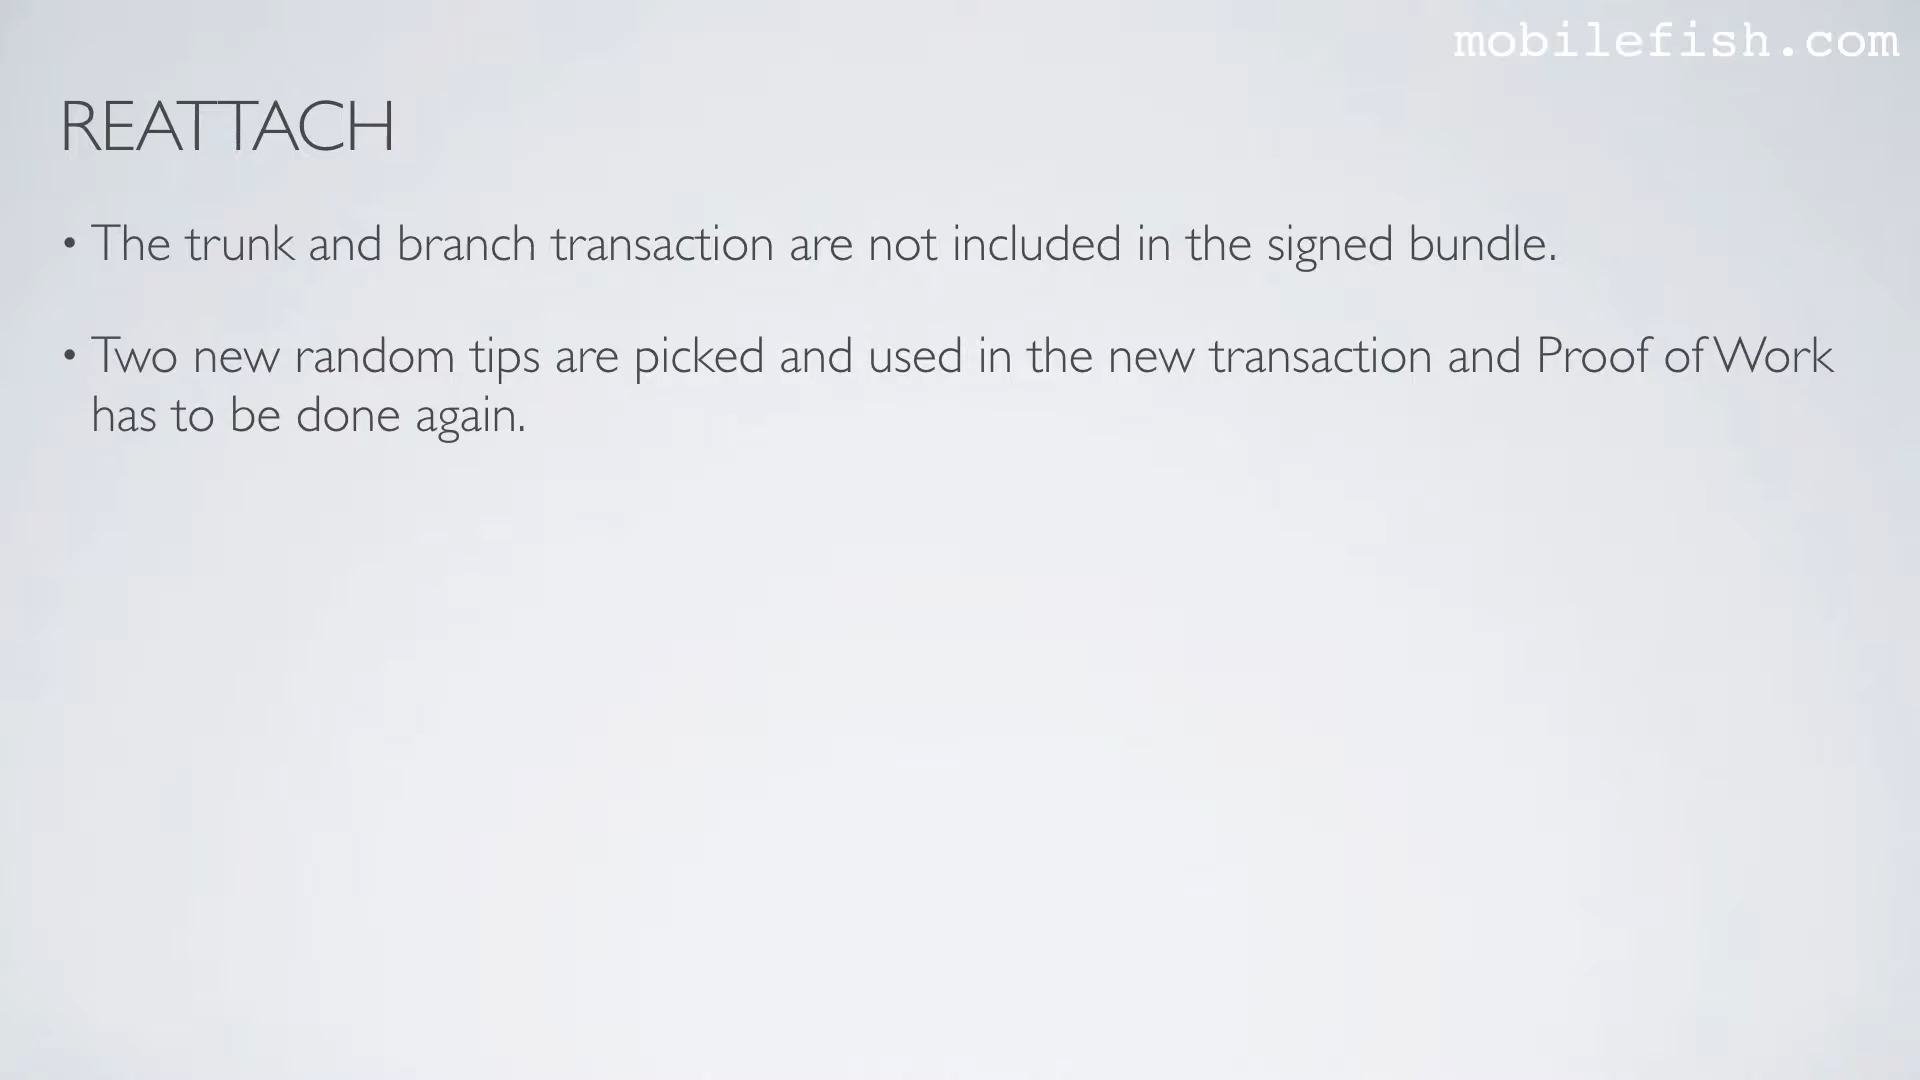 mobilefish.com
REATTACH
• The trunk and branch transaction are not included in the signed bundle.
• Two new random tips are picked and used in the new transaction and Proof of Work
has to be done again.